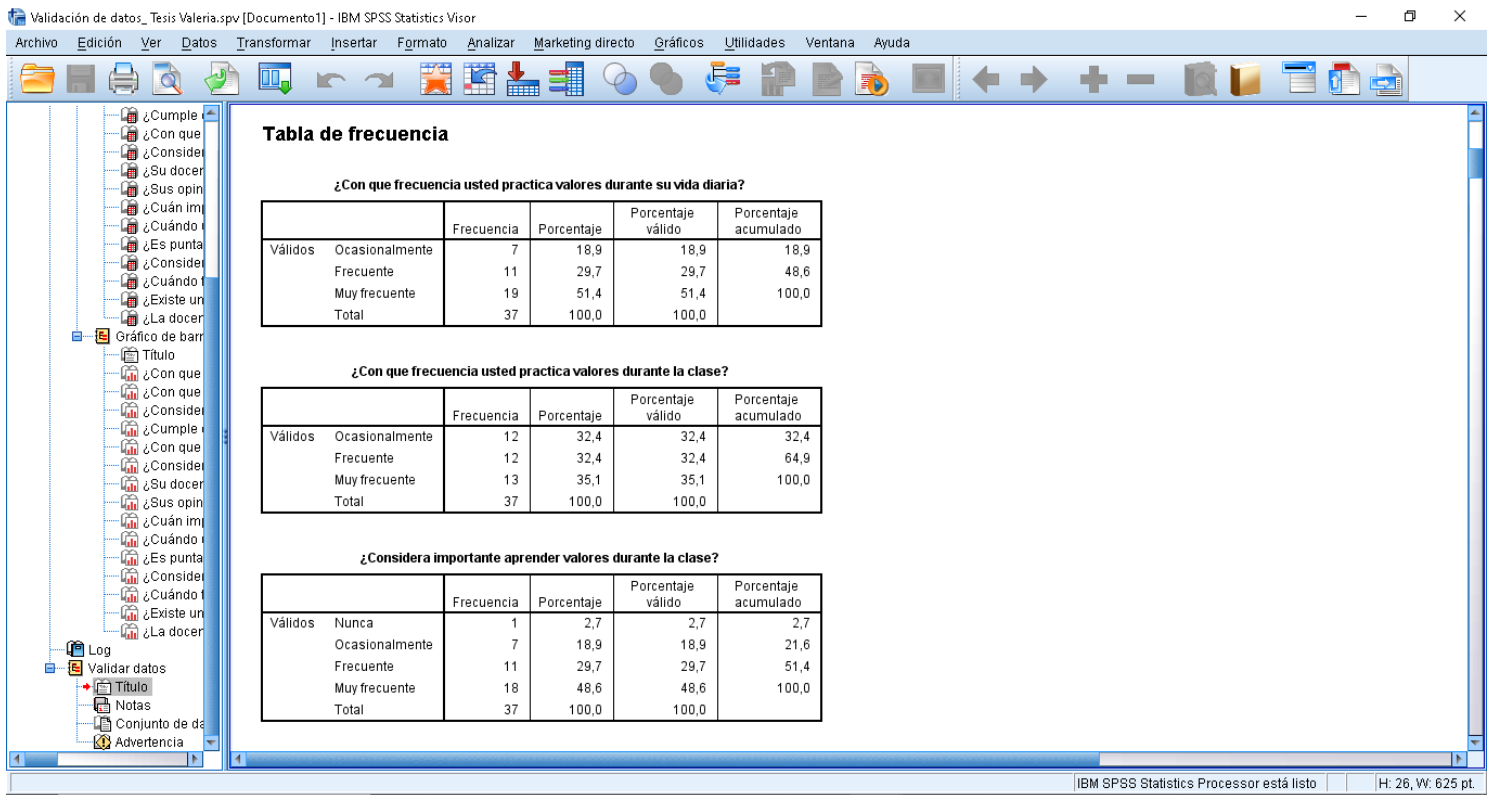 Validación de datos_ Tesis Valeria.spv [Documento1] - IBM SPSS Statistics Visor
Archivo Edición Ver Datos Transformar Insertar Formato Analizar Marketing directo Gráficos Utilidades Ventana Ayuda
¿Cumple
¿Con que
¿Consider
¿Su docer
¿Sus opin
¿Cuán imp
¿Cuándo
¿Es punta
¿Consider
¿Cuándo f
¿Existe un
¿La docer
Gráfico de barr
Título
¿Con que
¿Con que
¿Consider
¿Cumple
¿Con que
¿Consider
¿Su docer
¿Sus opin
¿Cuán imp
¿Cuándo
¿Es punta
¿Consider
¿Cuándo f
¿Existe un
¿La docer
Log
Validar datos
Título
Notas
Conjunto de da
Advertencia
Tabla de frecuencia
¿Con que frecuencia usted practica valores durante su vida diaria?
Frecuencia Porcentaje Porcentaje válido Porcentaje acumulado
Válidos Ocasionalmente 7 18,9 18,9 18,9
Frecuente 11 29,7 29,7 48,6
Muy frecuente 19 51,4 51,4 100,0
Total 37 100,0 100,0
¿Con que frecuencia usted practica valores durante la clase?
Frecuencia Porcentaje Porcentaje válido Porcentaje acumulado
Válidos Ocasionalmente 12 32,4 32,4 32,4
Frecuente 12 32,4 32,4 64,9
Muy frecuente 13 35,1 35,1 100,0
Total 37 100,0 100,0
¿Considera importante aprender valores durante la clase?
Frecuencia Porcentaje Porcentaje válido Porcentaje acumulado
Válidos Nunca 1 2,7 2,7 2,7
Ocasionalmente 7 18,9 18,9 21,6
Frecuente 11 29,7 29,7 51,4
Muy frecuente 18 48,6 48,6 100,0
Total 37 100,0 100,0
IBM SPSS Statistics Processor está listo H: 26, W: 625 pt.